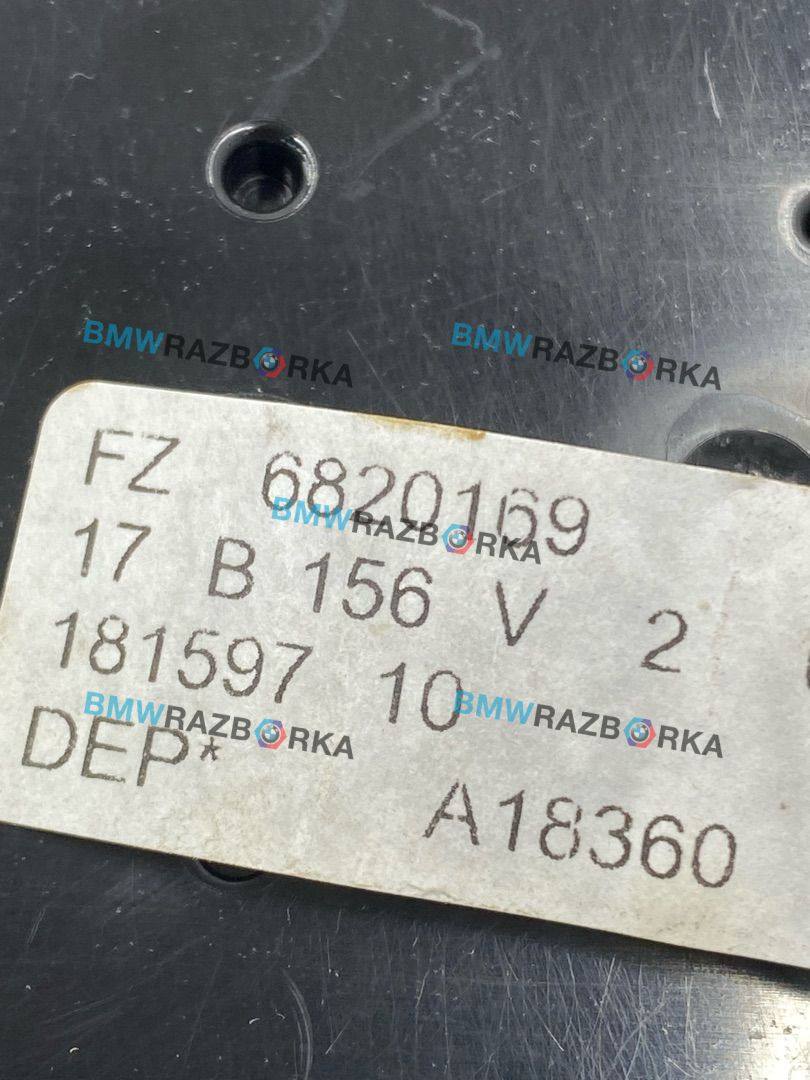 BMWRAZBORKA
BMWRAZBORKA
FZ 6820169
BMWRAZBORKA
17 B 156 V 2
181597 10
BMWRAZBORKA
BMWRAZBORKA
DEP*
A18360